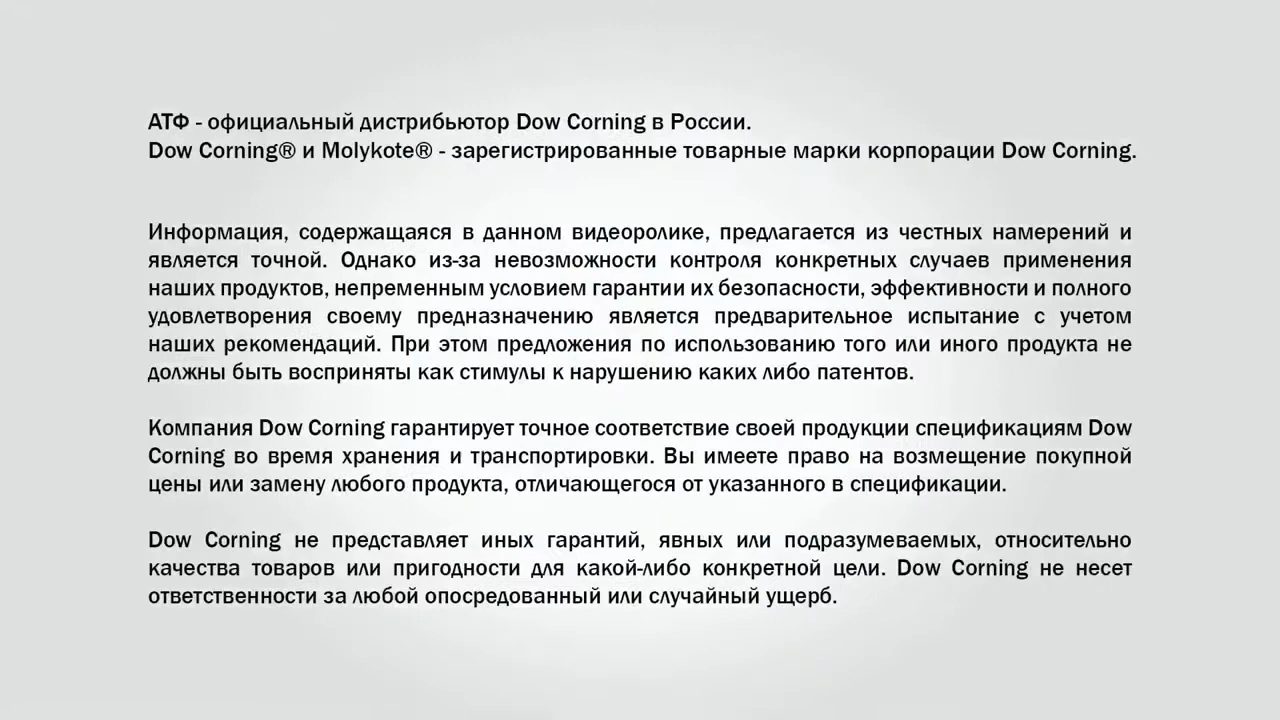 АТФ - официальный дистрибьютор Dow Corning в России.
Dow Corning® и Molykote® - зарегистрированные товарные марки корпорации Dow Corning.
Информация, содержащаяся в данном видеоролике, предлагается из честных намерений и
является точной. Однако из-за невозможности контроля конкретных случаев применения
наших продуктов, непременным условием гарантии их безопасности, эффективности и полного
удовлетворения своему предназначению является предварительное испытание с учетом
наших рекомендаций. При этом предложения по использованию того или иного продукта не
должны быть восприняты как стимулы к нарушению каких либо патентов.
Компания Dow Corning гарантирует точное соответствие своей продукции спецификациям Dow
Corning во время хранения и транспортировки. Вы имеете право на возмещение покупной
цены или замену любого продукта, отличающегося от указанного в спецификации.
Dow Corning не представляет иных гарантий, явных или подразумеваемых, относительно
качества товаров или пригодности для какой-либо конкретной цели. Dow Corning не несет
ответственности за любой опосредованный или случайный ущерб.